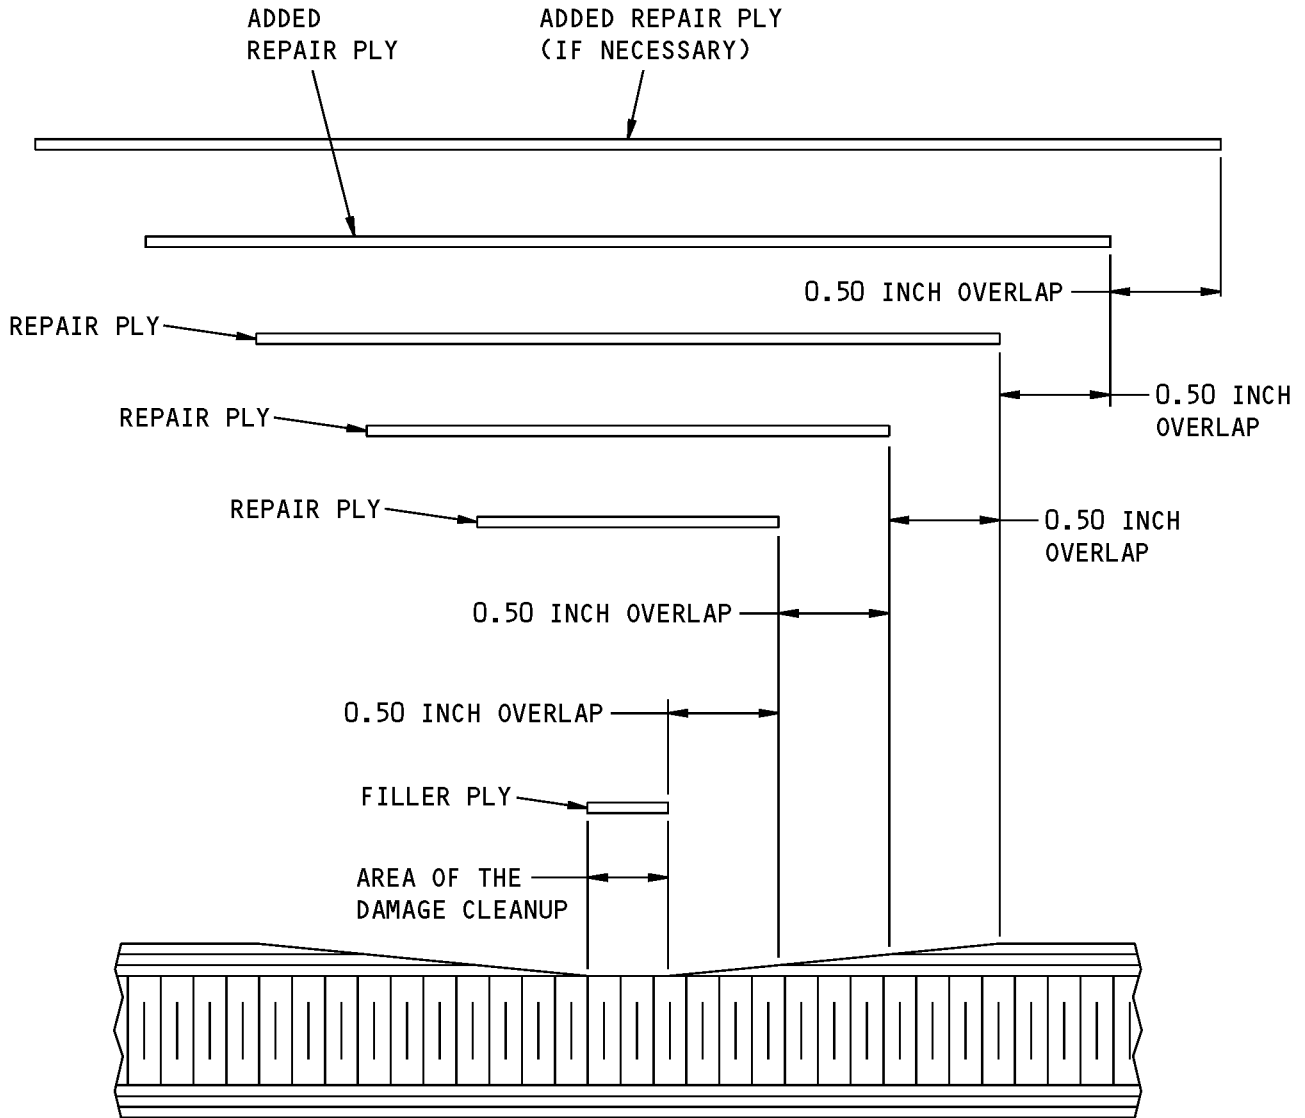 ADDED
REPAIR PLY
ADDED REPAIR PLY
(IF NECESSARY)
0.50 INCH OVERLAP
REPAIR PLY
0.50 INCH
OVERLAP
REPAIR PLY
REPAIR PLY
0.50 INCH
OVERLAP
0.50 INCH OVERLAP
0.50 INCH OVERLAP
FILLER PLY
AREA OF THE
DAMAGE CLEANUP